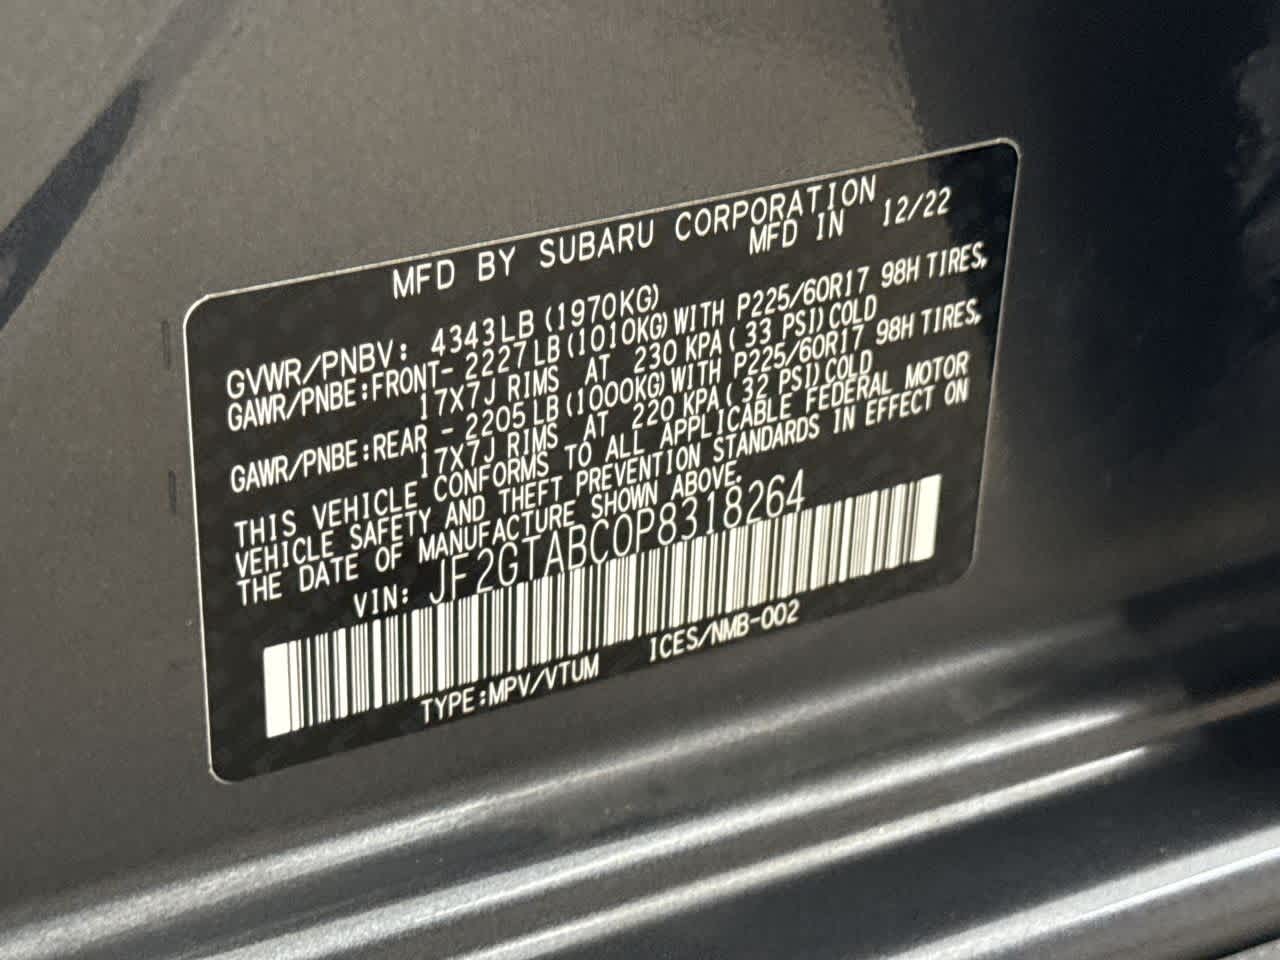 MFD BY SUBARU CORPORATION
MFD IN 12/22
GVWR/PNBV: 4343LB(1970KG)
GAWR/PNBE:FRONT- 2227LB(1010KG)WITH P225/60R17 98H TIRES,
17X7J RIMS AT 230 KPA( 33 PSI)COLD
GAWR/PNBE:REAR - 2205LB(1000KG)WITH P225/60R17 98H TIRES,
17X7J RIMS AT 220 KPA( 32 PSI)COLD
THIS VEHICLE CONFORMS TO ALL APPLICABLE FEDERAL MOTOR
VEHICLE SAFETY AND THEFT PREVENTION STANDARDS IN EFFECT ON
THE DATE OF MANUFACTURE SHOWN ABOVE.
VIN: JF2GTABC0P8318264
TYPE:MPV/VTUM ICES/NMB-002